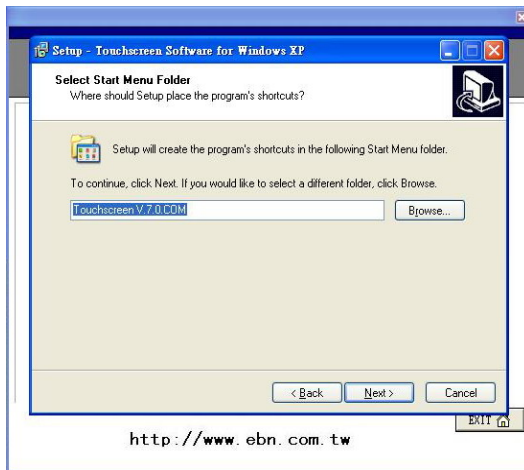 Setup - Touchscreen Software for Windows XP
Select Start Menu Folder
Where should Setup place the program's shortcuts?
Setup will create the program's shortcuts in the following Start Menu folder.
To continue, click Next. If you would like to select a different folder, click Browse.
Touchscreen V.7.0.COM
Browse...
< Back
Next >
Cancel
EXIT
http://www.ebn.com.tw